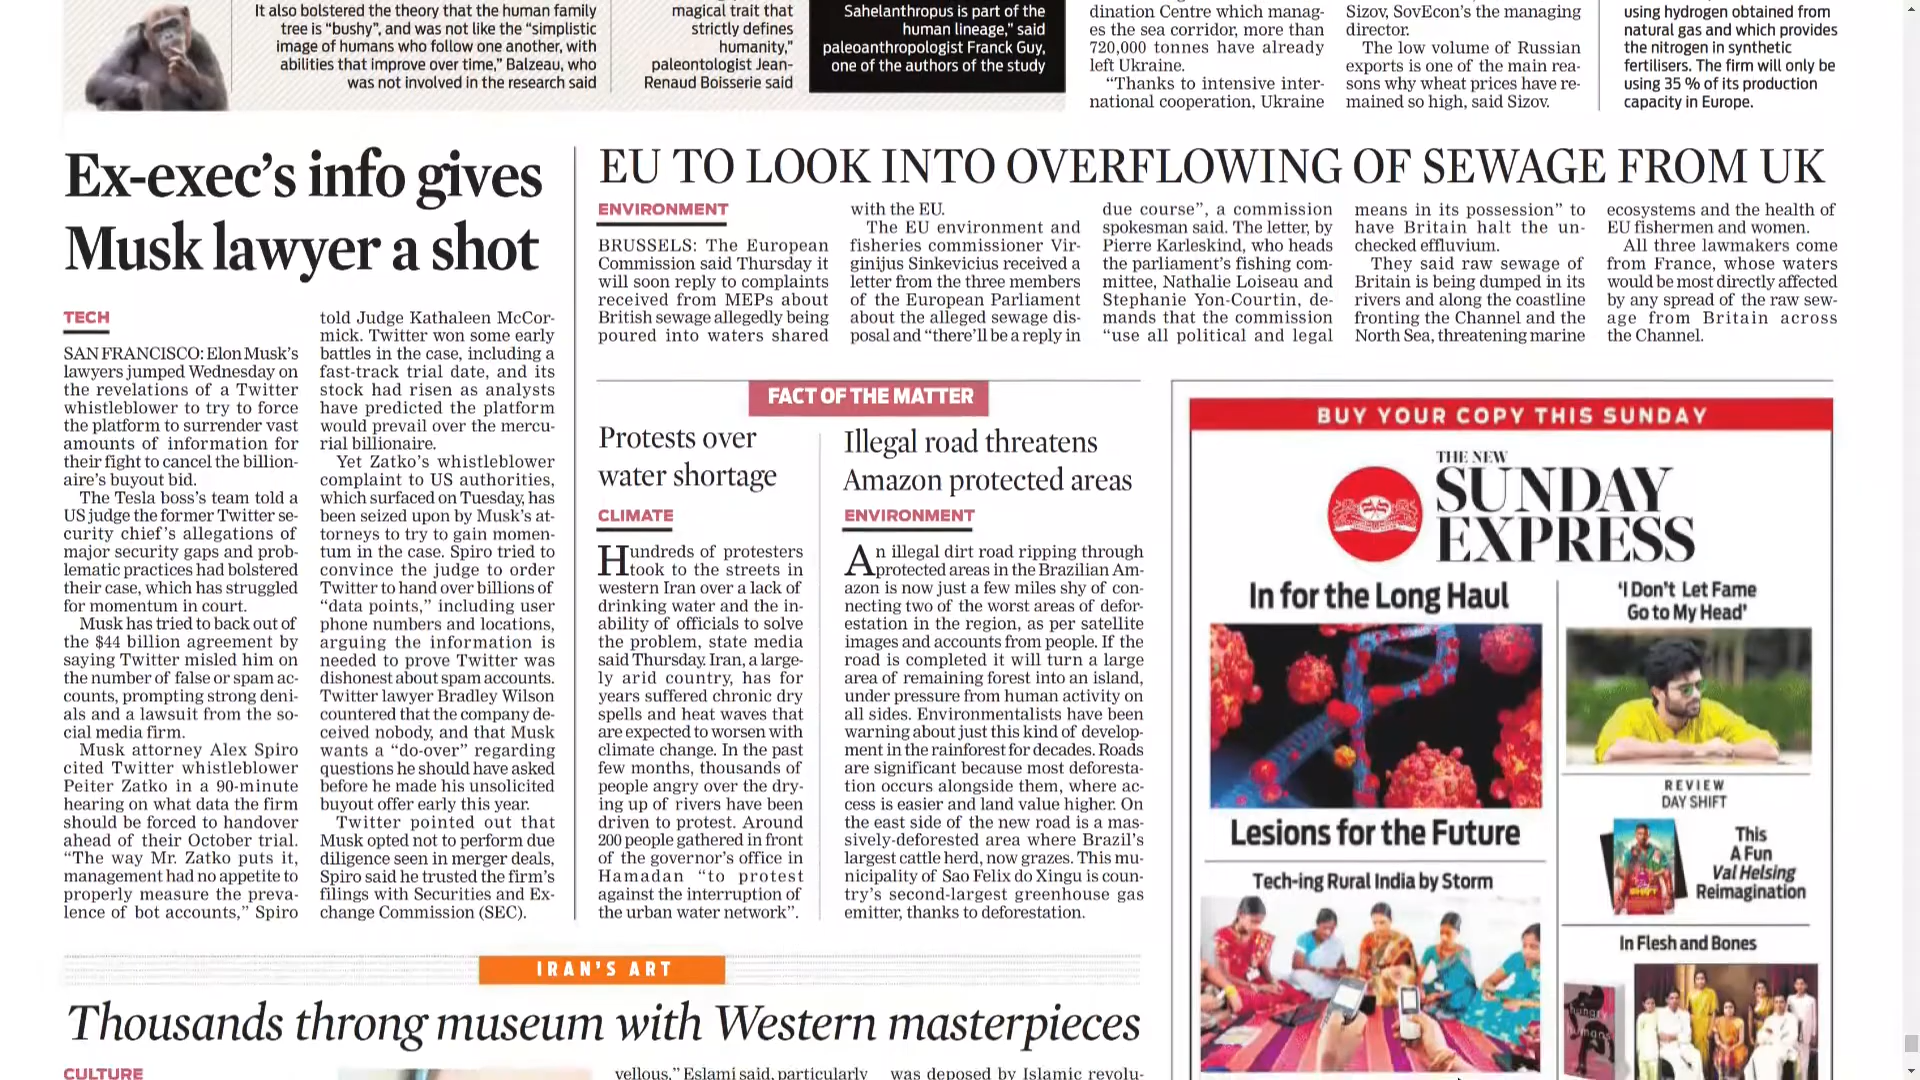 It also bolstered the theory that the human family
tree is “bushy”, and was not like the “simplistic
image of humans who follow one another, with
abilities that improve over time,” Balzeau, who
was not involved in the research said
magical trait that
strictly defines
humanity,”
paleontologist Jean-
Renaud Boisserie said
Sahelanthropus is part of the
human lineage,” said
paleoanthropologist Franck Guy,
one of the authors of the study
dination Centre which manag-
es the sea corridor, more than
720,000 tonnes have already
left Ukraine.
“Thanks to intensive inter-
national cooperation, Ukraine
Sizov, SovEcon’s the managing
director.
The low volume of Russian
exports is one of the main rea-
sons why wheat prices have re-
mained so high, said Sizov.
using hydrogen obtained from
natural gas and which provides
the nitrogen in synthetic
fertilisers. The firm will only be
using 35 % of its production
capacity in Europe.
Ex-exec’s info gives
Musk lawyer a shot
TECH
SAN FRANCISCO: Elon Musk’s
lawyers jumped Wednesday on
the revelations of a Twitter
whistleblower to try to force
the platform to surrender vast
amounts of information for
their fight to cancel the billion-
aire’s buyout bid.
The Tesla boss’s team told a
US judge the former Twitter se-
curity chief’s allegations of
major security gaps and prob-
lematic practices had bolstered
their case, which has struggled
for momentum in court.
Musk has tried to back out of
the $44 billion agreement by
saying Twitter misled him on
the number of false or spam ac-
counts, prompting strong deni-
als and a lawsuit from the so-
cial media firm.
Musk attorney Alex Spiro
cited Twitter whistleblower
Peiter Zatko in a 90-minute
hearing on what data the firm
should be forced to handover
ahead of their October trial.
“The way Mr. Zatko puts it,
management had no appetite to
properly measure the preva-
lence of bot accounts,” Spiro
told Judge Kathaleen McCor-
mick. Twitter won some early
battles in the case, including a
fast-track trial date, and its
stock had risen as analysts
have predicted the platform
would prevail over the mercu-
rial billionaire.
Yet Zatko’s whistleblower
complaint to US authorities,
which surfaced on Tuesday, has
been seized upon by Musk’s at-
torneys to try to gain momen-
tum in the case. Spiro tried to
convince the judge to order
Twitter to hand over billions of
“data points,” including user
phone numbers and locations,
arguing the information is
needed to prove Twitter was
dishonest about spam accounts.
Twitter lawyer Bradley Wilson
countered that the company de-
ceived nobody, and that Musk
wants a “do-over” regarding
questions he should have asked
before he made his unsolicited
buyout offer early this year.
Twitter pointed out that
Musk opted not to perform due
diligence seen in merger deals,
Spiro said he trusted the firm’s
filings with Securities and Ex-
change Commission (SEC).
EU TO LOOK INTO OVERFLOWING OF SEWAGE FROM UK
ENVIRONMENT
BRUSSELS: The European
Commission said Thursday it
will soon reply to complaints
received from MEPs about
British sewage allegedly being
poured into waters shared
with the EU.
The EU environment and
fisheries commissioner Vir-
ginijus Sinkevicius received a
letter from the three members
of the European Parliament
about the alleged sewage dis-
posal and “there’ll be a reply in
due course”, a commission
spokesman said. The letter, by
Pierre Karleskind, who heads
the parliament’s fishing com-
mittee, Nathalie Loiseau and
Stephanie Yon-Courtin, de-
mands that the commission
“use all political and legal
means in its possession” to
have Britain halt the un-
checked effluvium.
They said raw sewage of
Britain is being dumped in its
rivers and along the coastline
fronting the Channel and the
North Sea, threatening marine
ecosystems and the health of
EU fishermen and women.
All three lawmakers come
from France, whose waters
would be most directly affected
by any spread of the raw sew-
age from Britain across
the Channel.
FACT OF THE MATTER
Protests over
water shortage
CLIMATE
Hundreds of protesters
took to the streets in
western Iran over a lack of
drinking water and the in-
ability of officials to solve
the problem, state media
said Thursday. Iran, a large-
ly arid country, has for
years suffered chronic dry
spells and heat waves that
are expected to worsen with
climate change. In the past
few months, thousands of
people angry over the dry-
ing up of rivers have been
driven to protest. Around
200 people gathered in front
of the governor’s office in
Hamadan “to protest
against the interruption of
the urban water network”.
Illegal road threatens
Amazon protected areas
ENVIRONMENT
An illegal dirt road ripping through
protected areas in the Brazilian Am-
azon is now just a few miles shy of con-
necting two of the worst areas of defor-
estation in the region, as per satellite
images and accounts from people. If the
road is completed it will turn a large
area of remaining forest into an island,
under pressure from human activity on
all sides. Environmentalists have been
warning about just this kind of develop-
ment in the rainforest for decades. Roads
are significant because most deforesta-
tion occurs alongside them, where ac-
cess is easier and land value higher. On
the east side of the new road is a mas-
sively-deforested area where Brazil’s
largest cattle herd, now grazes. This mu-
nicipality of Sao Felix do Xingu is coun-
try’s second-largest greenhouse gas
emitter, thanks to deforestation.
BUY YOUR COPY THIS SUNDAY
THE NEW
SUNDAY
EXPRESS
In for the Long Haul
Lesions for the Future
Tech-ing Rural India by Storm
‘I Don’t Let Fame
Go to My Head’
REVIEW
DAY SHIFT
This
A Fun
Val Helsing
Reimagination
In Flesh and Bones
hungry
humans
IRAN’S ART
Thousands throng museum with Western masterpieces
CULTURE
vellous,” Eslami said, particularly
was deposed by Islamic revolu-